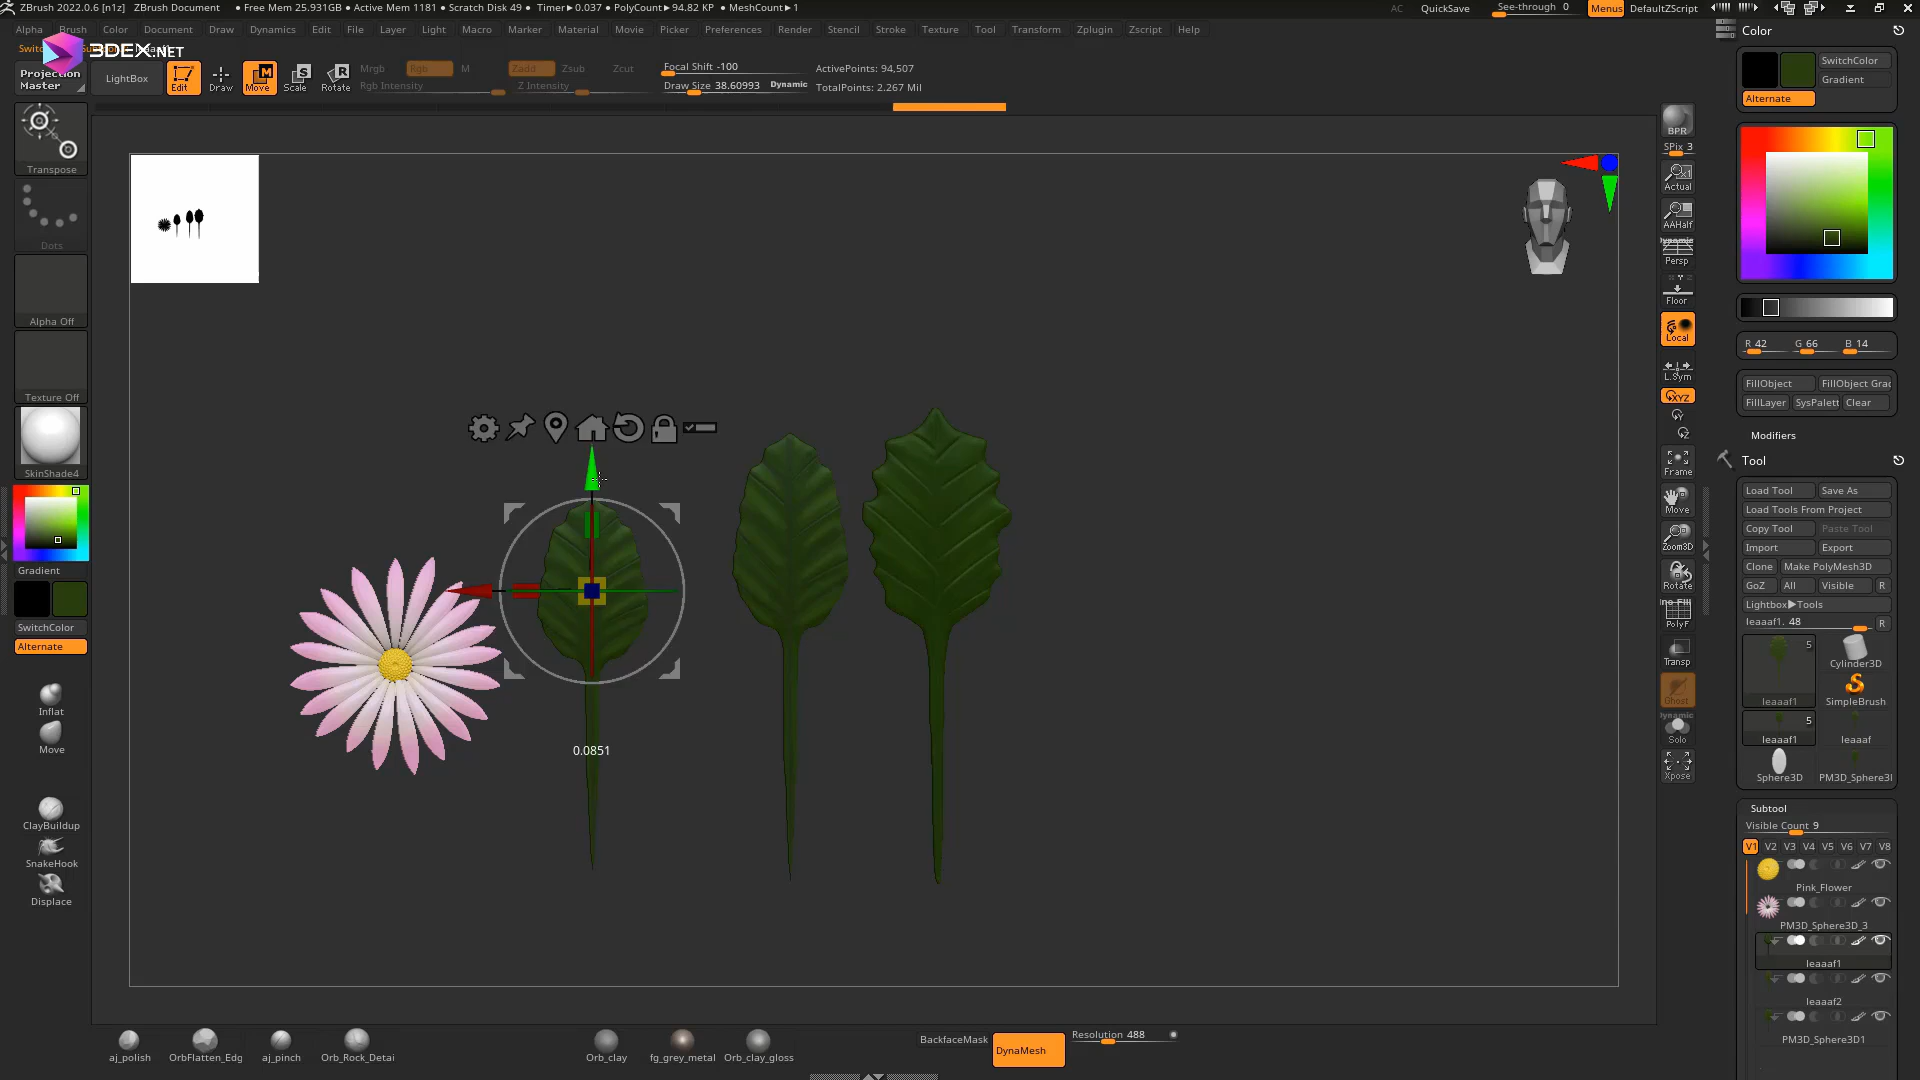 ZBrush 2022.0.6 [n1z] ZBrush Document • Free Mem 25.931GB • Active Mem 1181 • Scratch Disk 49 • Timer▶0.037 • PolyCount▶94.82 KP • MeshCount▶1 AC QuickSave See-through 0 Menus DefaultZScript
Alpha Brush Color Document Draw Dynamics Edit File Layer Light Macro Marker Material Movie Picker Preferences Render Stencil Stroke Texture Tool Transform Zplugin Zscript Help
3DEX.NET
Projection Master
LightBox
Edit
Draw
Move
Scale
Rotate
Mrgb Rgb M
Rgb Intensity
Zadd Zsub Zcut
Z Intensity
Focal Shift -100
Draw Size 38.60993 Dynamic
ActivePoints: 94,507
TotalPoints: 2.267 Mil
Transpose
Dots
Alpha Off
Texture Off
SkinShade4
Gradient
SwitchColor
Alternate
Inflat
Move
ClayBuildup
SnakeHook
Displace
0.0851
BPR
SPix 3
Actual
AAHalf
Dynamic
Persp
Floor
Local
L.Sym
XYZ
Frame
Move
Zoom3D
Rotate
PolyF
Transp
Ghost
Dynamic
Solo
Xpose
Color
SwitchColor
Gradient
Alternate
R 42 G 66 B 14
FillObject FillObject Grad
FillLayer SysPalett Clear
Modifiers
Tool
Load Tool Save As
Load Tools From Project
Copy Tool Paste Tool
Import Export
Clone Make PolyMesh3D
GoZ All Visible R
Lightbox▶Tools
leaaaf1. 48 R
5
leaaaf1
Cylinder3D
SimpleBrush
5
leaaaf1
leaaaf
Sphere3D
PM3D_Sphere3I
Subtool
Visible Count 9
V1 V2 V3 V4 V5 V6 V7 V8
Pink_Flower
PM3D_Sphere3D_3
leaaaf1
leaaaf2
PM3D_Sphere3D1
aj_polish
OrbFlatten_Edg
aj_pinch
Orb_Rock_Detai
Orb_clay
fg_grey_metal
Orb_clay_gloss
BackfaceMask
DynaMesh
Resolution 488